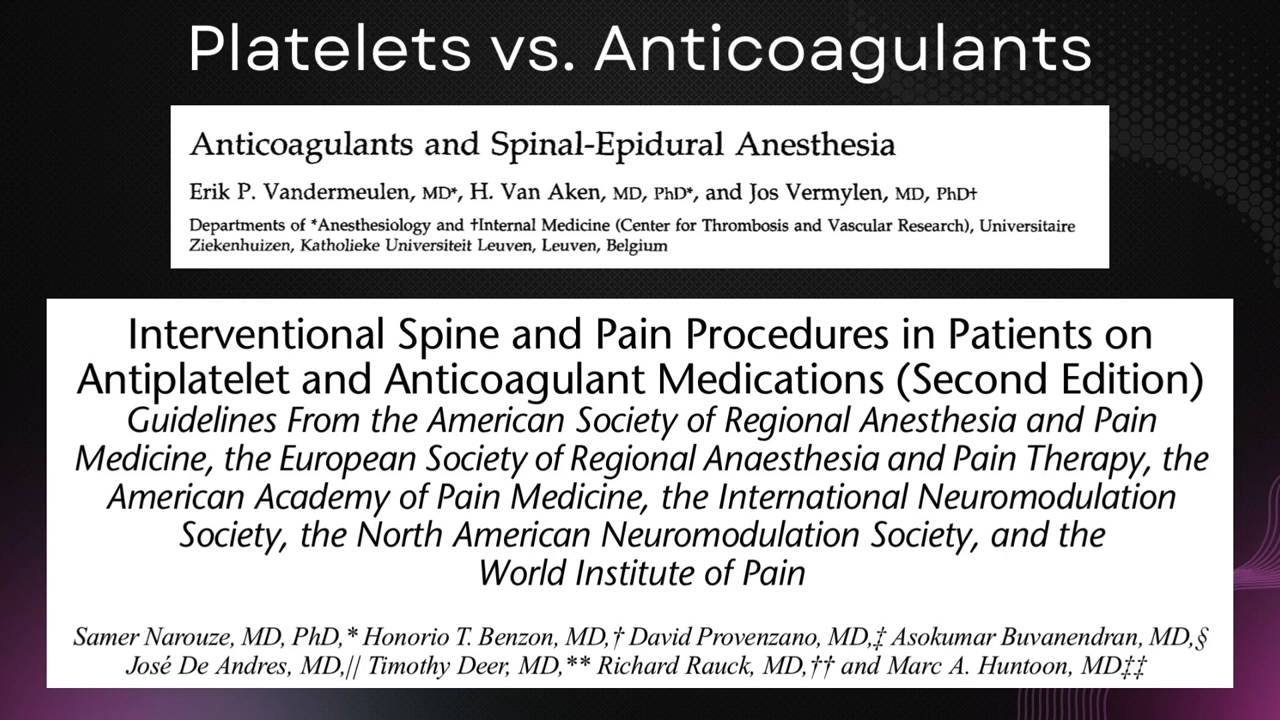 Platelets vs. Anticoagulants
Anticoagulants and Spinal-Epidural Anesthesia
Erik P. Vandermeulen, MD*, H. Van Aken, MD, PhD*, and Jos Vermylen, MD, PhD†
Departments of *Anesthesiology and †Internal Medicine (Center for Thrombosis and Vascular Research), Universitaire
Ziekenhuizen, Katholieke Universiteit Leuven, Leuven, Belgium
Interventional Spine and Pain Procedures in Patients on
Antiplatelet and Anticoagulant Medications (Second Edition)
Guidelines From the American Society of Regional Anesthesia and Pain
Medicine, the European Society of Regional Anaesthesia and Pain Therapy, the
American Academy of Pain Medicine, the International Neuromodulation
Society, the North American Neuromodulation Society, and the
World Institute of Pain
Samer Narouze, MD, PhD,* Honorio T. Benzon, MD,† David Provenzano, MD,‡ Asokumar Buvanendran, MD,§
José De Andres, MD,|| Timothy Deer, MD,** Richard Rauck, MD,†† and Marc A. Huntoon, MD‡‡